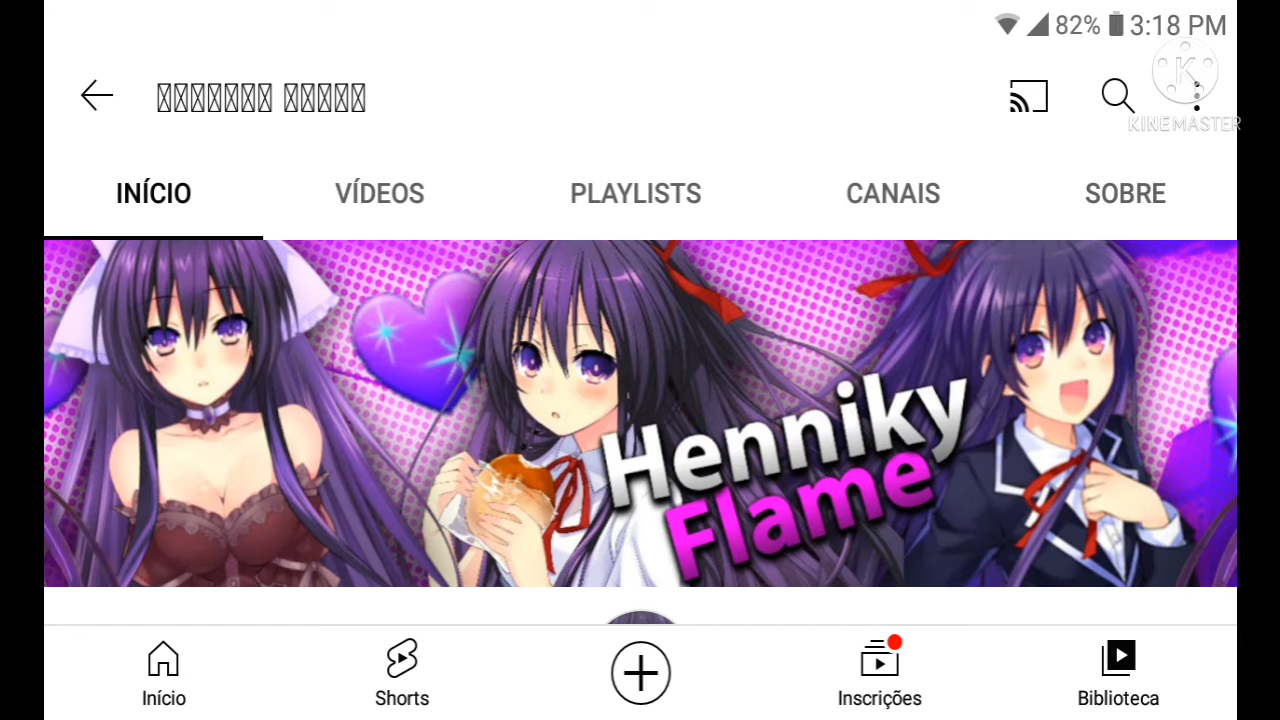 82% 3:18 PM
KINEMASTER
INÍCIO VÍDEOS PLAYLISTS CANAIS SOBRE
Henniky
Flame
Início Shorts Inscrições Biblioteca